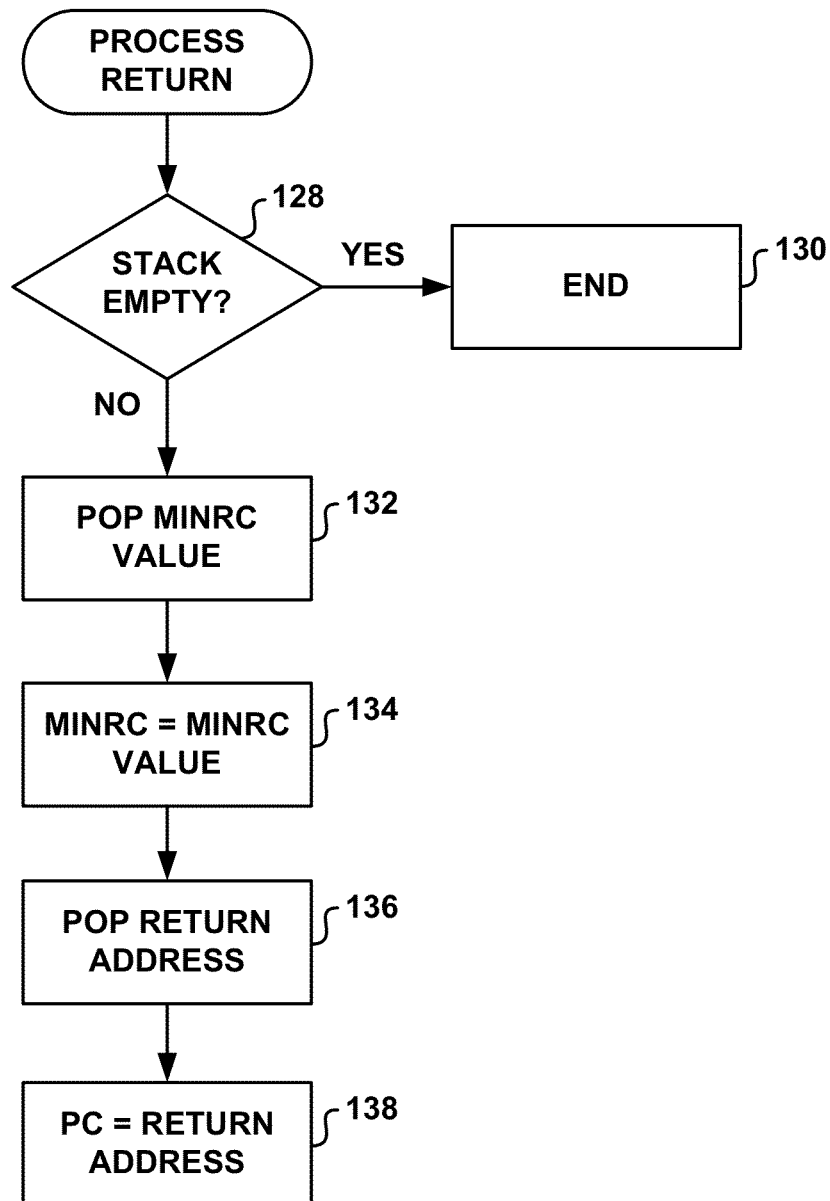 PROCESS
RETURN
128
STACK
EMPTY?
YES
END
130
NO
POP MINRC
VALUE
132
MINRC = MINRC
VALUE
134
POP RETURN
ADDRESS
136
PC = RETURN
ADDRESS
138